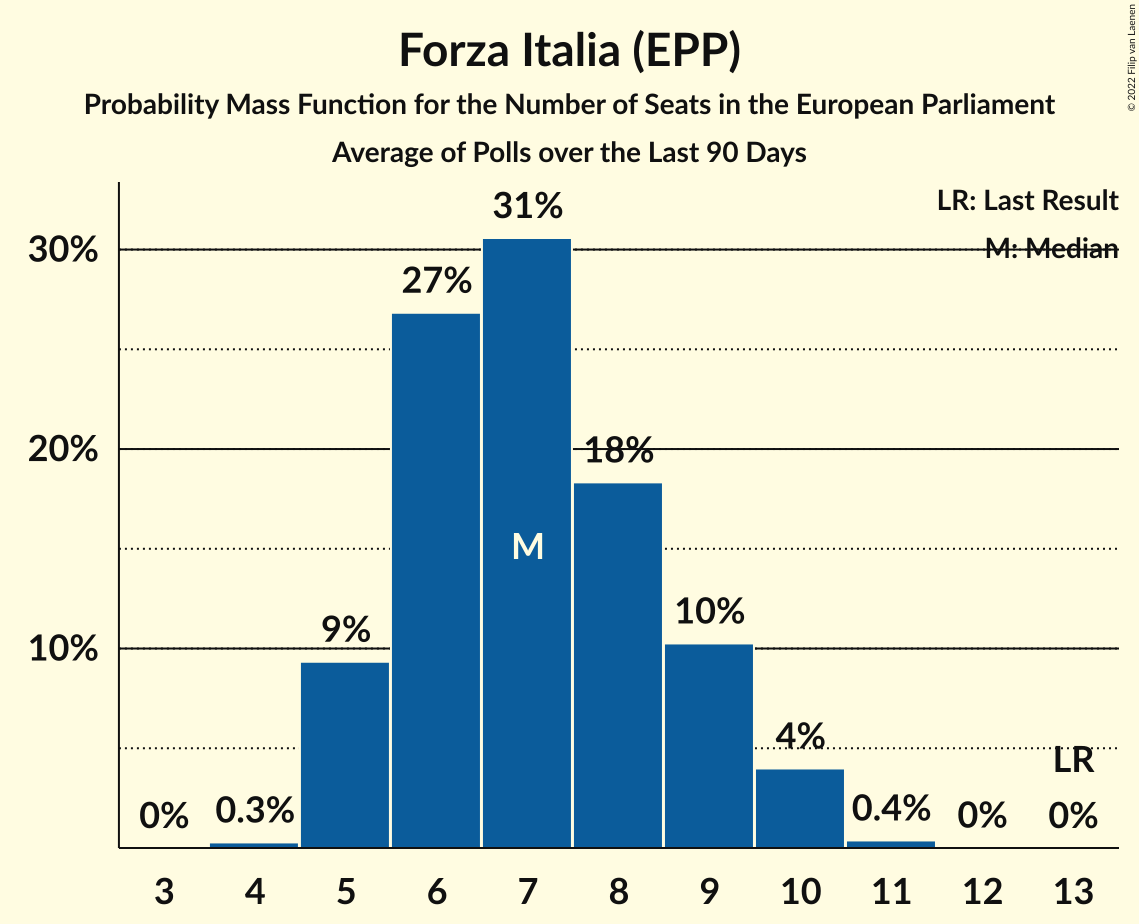 Forza Italia (EPP)
Probability Mass Function for the Number of Seats in the European Parliament
Average of Polls over the Last 90 Days
© 2022 Filip van Laenen
LR: Last Result
M: Median
30%
20%
10%
0%
0.3%
9%
27%
31%
18%
10%
4%
0.4%
0%
0%
M
LR
3 4 5 6 7 8 9 10 11 12 13